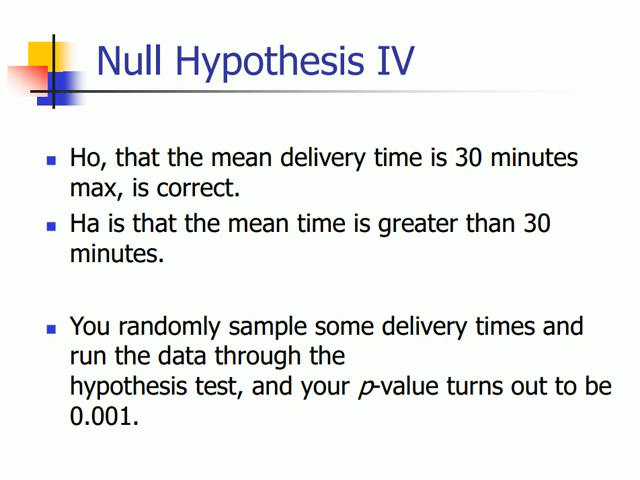 Null Hypothesis IV
Ho, that the mean delivery time is 30 minutes
max, is correct.
Ha is that the mean time is greater than 30
minutes.
You randomly sample some delivery times and
run the data through the
hypothesis test, and your p-value turns out to be
0.001.